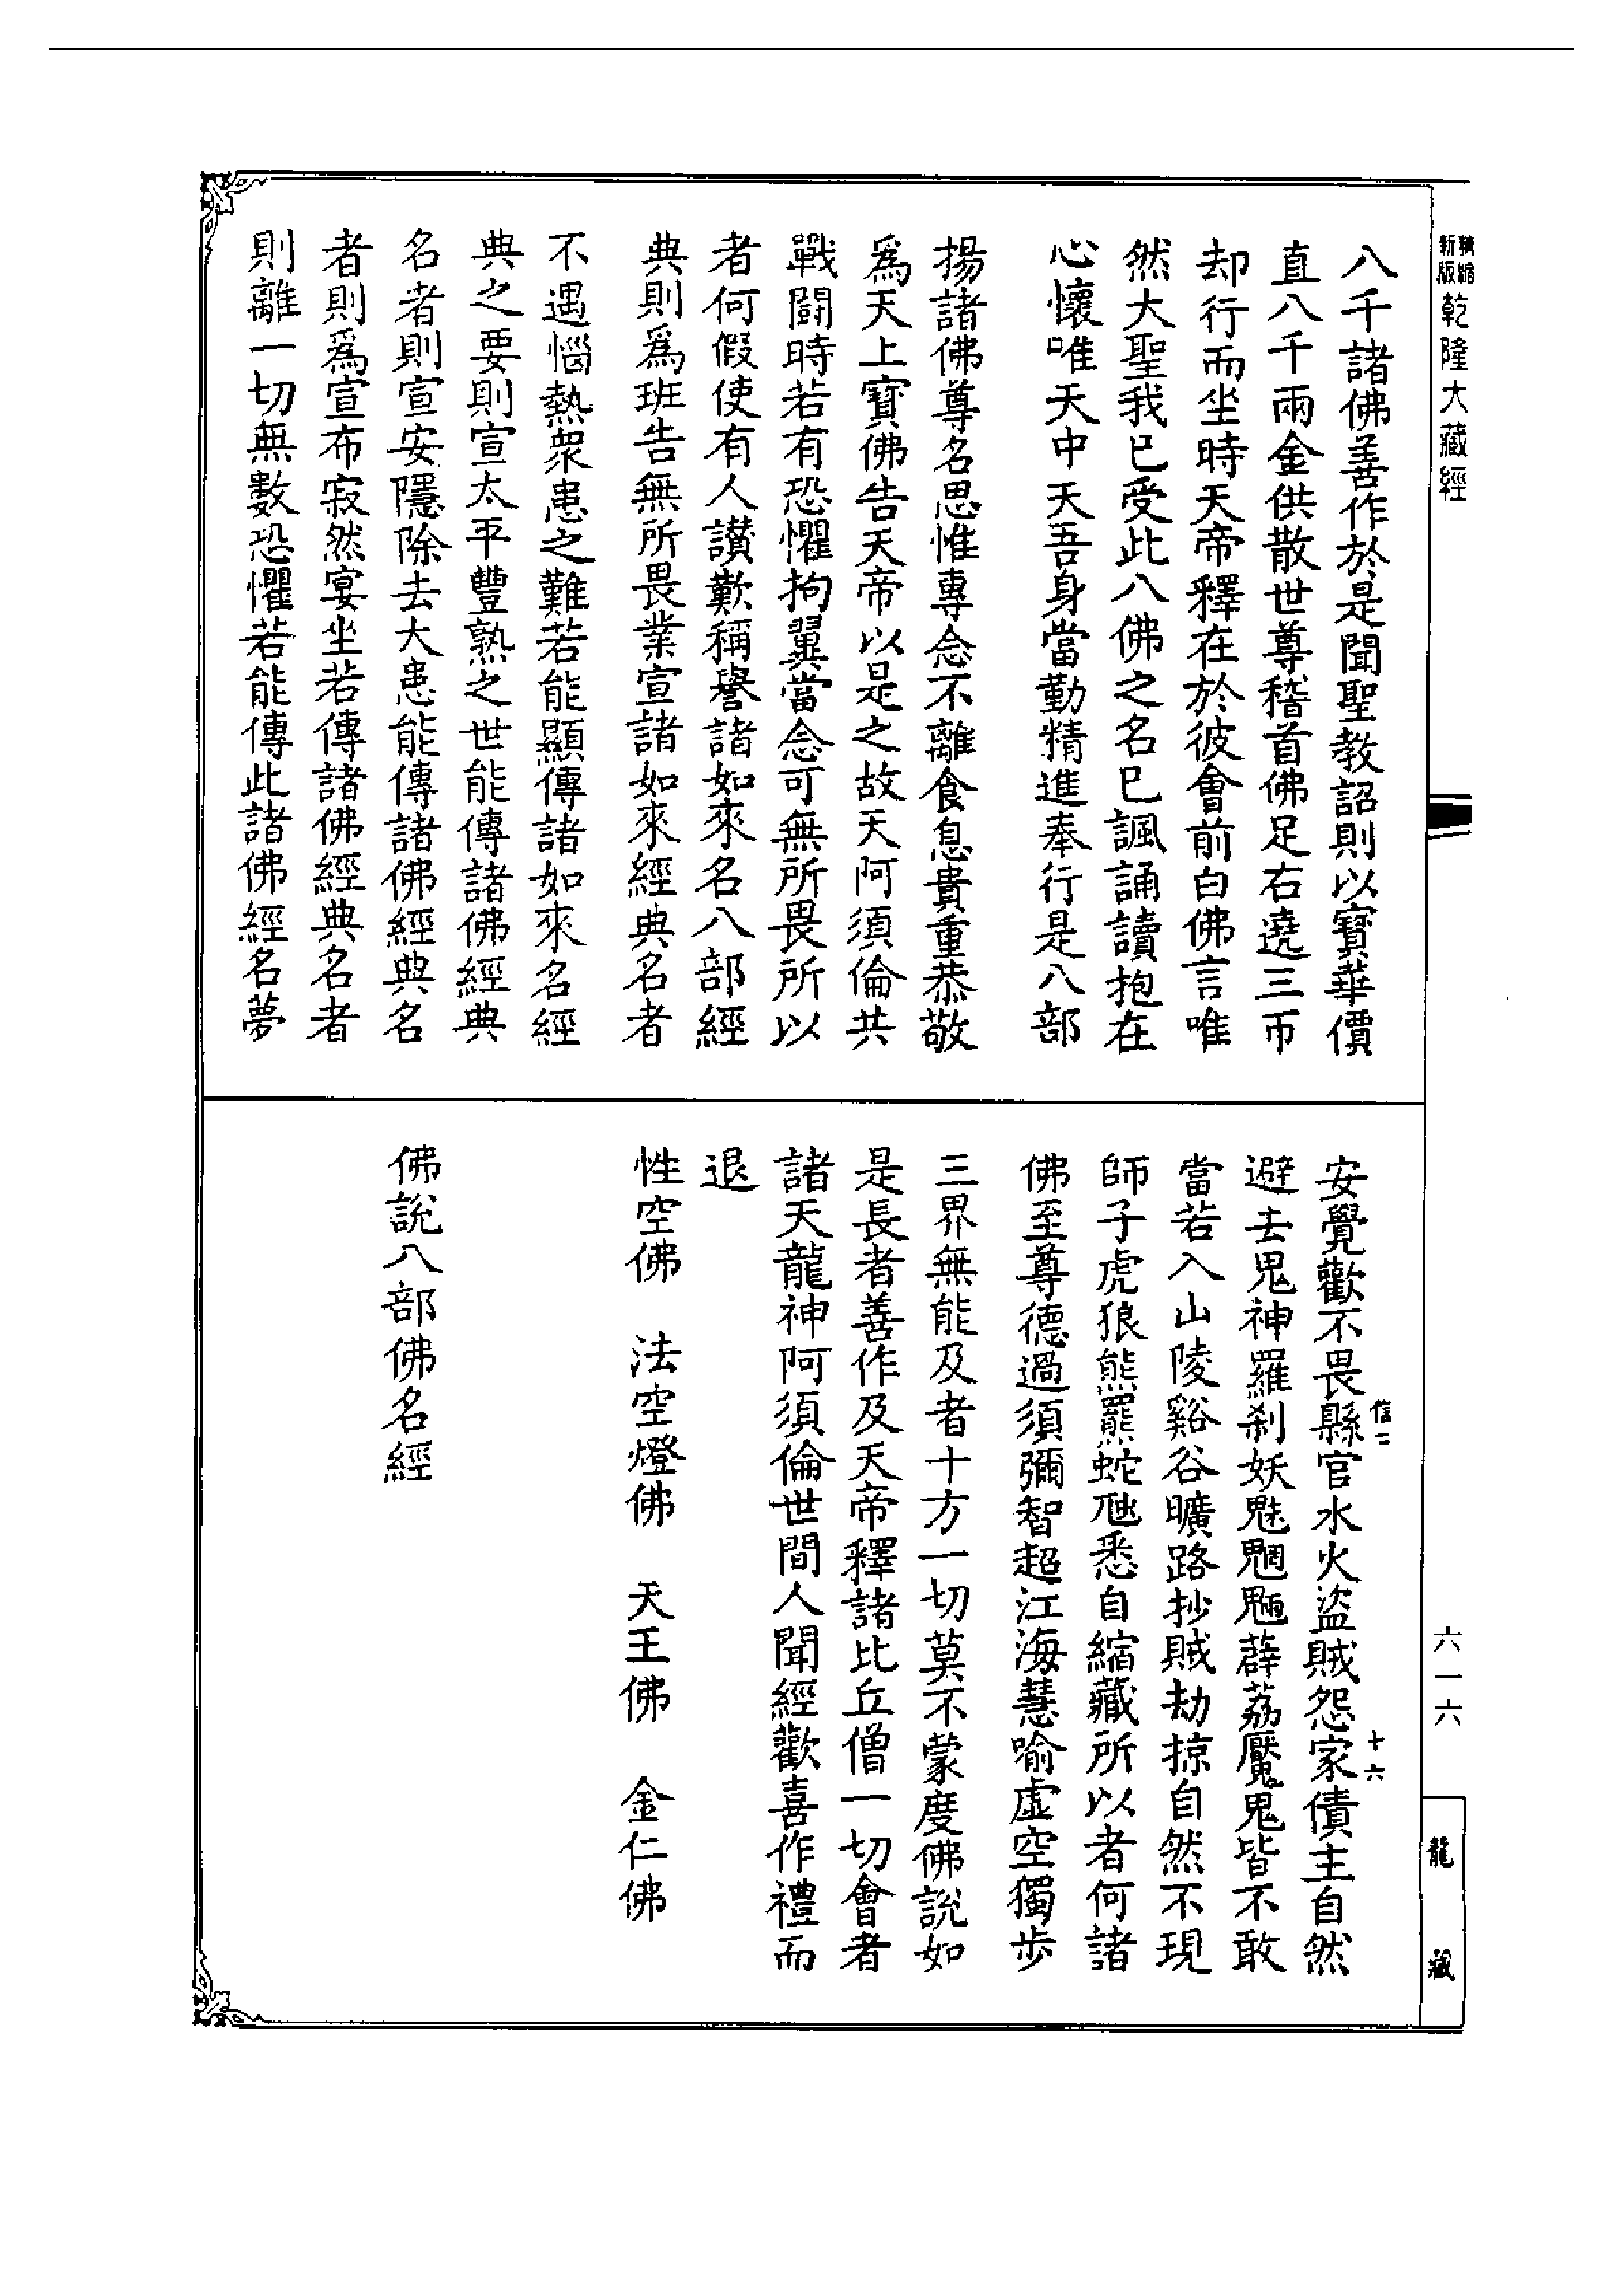 新版
乾隆大藏經
八千諸佛善作於是聞聖教詔則以寳華價
直八千兩金供散世尊稽首佛足右遶三帀
却行而坐時天帝釋在於彼會前白佛言唯
然大聖我已受此八佛之名已諷誦讀抱在
心懷唯天中天吾身當勤精進奉行是八部
揚諸佛尊名思惟專念不離食息貴重恭敬
爲天上寳佛告天帝以是之故天阿須倫共
戰鬪時若有恐懼拘翼當念可無所畏所以
者何假使有人讃歎稱譽諸如來名八部經
典則爲班告無所畏業宣諸如來經典名者
不遇惱熱衆患之難若能顯傳諸如來名經
典之要則宣太平豐熟之世能傳諸佛經典
名者則宣安隱除去大患能傳諸佛經典名
者則爲宣布寂然宴坐若傳諸佛經典名者
則離一切無數恐懼若能傳此諸佛經名夢
安覺歡不畏縣官水火盜賊怨家債主自然
避去鬼神羅刹妖魅魍魎薜荔魘鬼皆不敢
當若入山陵谿谷曠路抄賊劫掠自然不現
師子虎狼熊羆蛇虺悉自縮藏所以者何諸
佛至尊德過須彌智超江海慧喻虛空獨步
三界無能及者十方一切莫不蒙度佛說如
是長者善作及天帝釋諸比丘僧一切會者
諸天龍神阿須倫世間人聞經歡喜作禮而
退
性空佛　法空燈佛　天王佛　金仁佛
佛說八部佛名經
信二
十六
六一六
龍藏